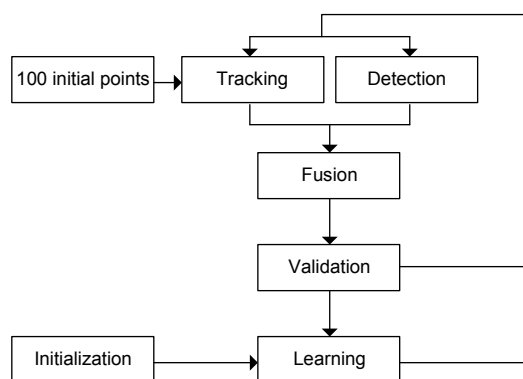 100 initial points
Tracking
Detection
Fusion
Validation
Initialization
Learning